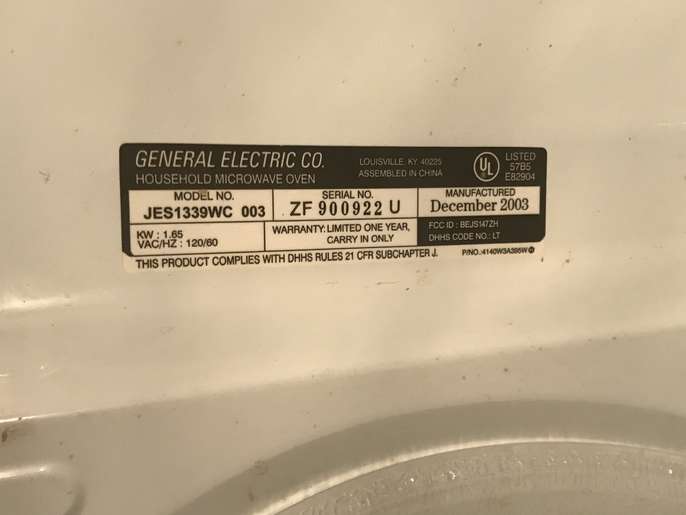 GENERAL ELECTRIC CO.
HOUSEHOLD MICROWAVE OVEN
LOUISVILLE, KY. 40225
ASSEMBLED IN CHINA
UL
LISTED
57B5
E82904
MODEL NO.
JES1339WC 003
SERIAL NO.
ZF 900922 U
MANUFACTURED
December 2003
KW : 1.65
VAC/HZ : 120/60
WARRANTY: LIMITED ONE YEAR,
CARRY IN ONLY
FCC ID : BEJS147ZH
DHHS CODE NO.: LT
THIS PRODUCT COMPLIES WITH DHHS RULES 21 CFR SUBCHAPTER J.
P/NO.:4140W3A395W